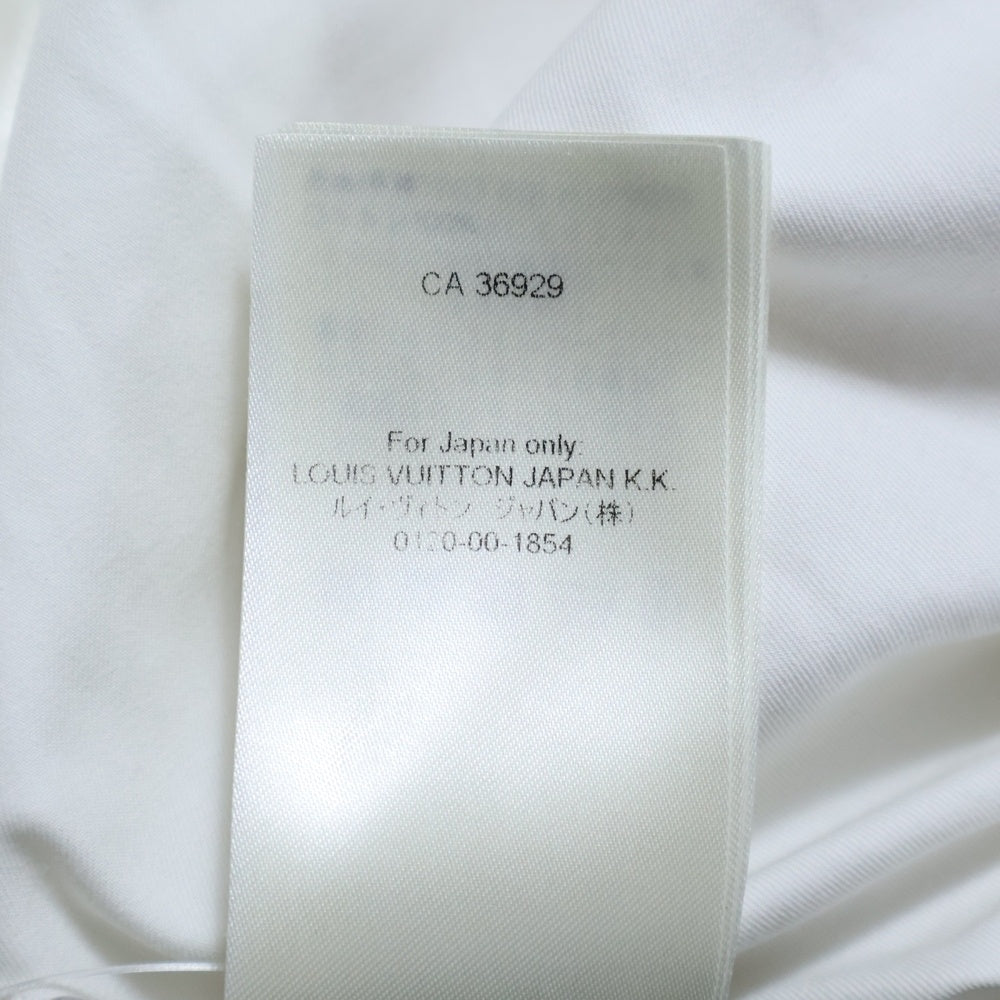 CA 36929
For Japan only:
LOUIS VUITTON JAPAN K.K.
ルイ・ヴィトン ジャパン(株)
0120-00-1854